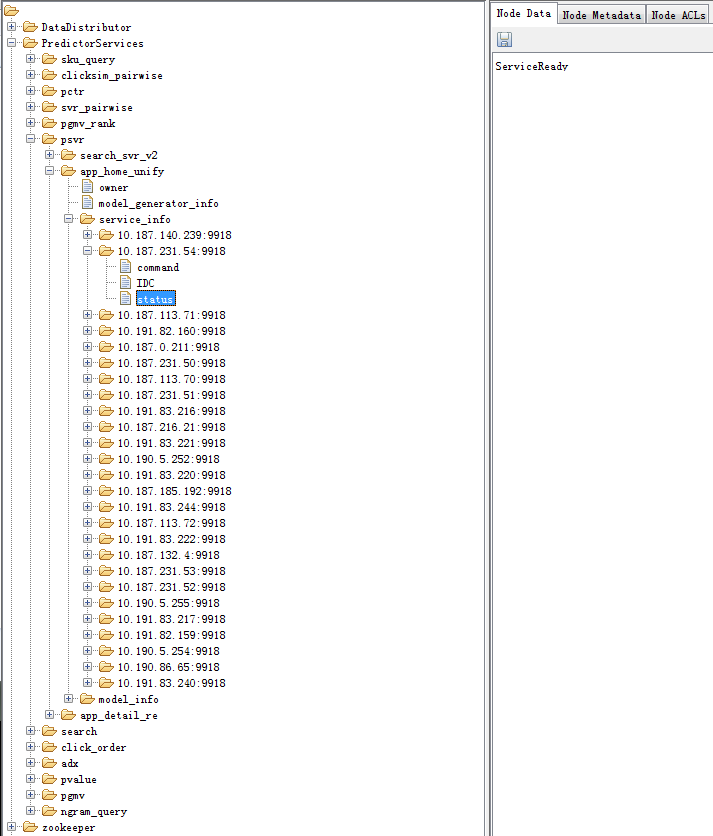 DataDistributor
PredictorServices
sku_query
clicksim_pairwise
pctr
svr_pairwise
pgmv_rank
psvr
search_svr_v2
app_home_unify
owner
model_generator_info
service_info
10.187.140.239:9918
10.187.231.54:9918
command
IDC
status
10.187.113.71:9918
10.191.82.160:9918
10.187.0.211:9918
10.187.231.50:9918
10.187.113.70:9918
10.187.231.51:9918
10.191.83.216:9918
10.187.216.21:9918
10.191.83.221:9918
10.190.5.252:9918
10.191.83.220:9918
10.187.185.192:9918
10.191.83.244:9918
10.187.113.72:9918
10.191.83.222:9918
10.187.132.4:9918
10.187.231.53:9918
10.187.231.52:9918
10.190.5.255:9918
10.191.83.217:9918
10.191.82.159:9918
10.190.5.254:9918
10.190.86.65:9918
10.191.83.240:9918
model_info
app_detail_re
search
click_order
adx
pvalue
pgmv
ngram_query
zookeeper
Node Data Node Metadata Node ACLs
ServiceReady